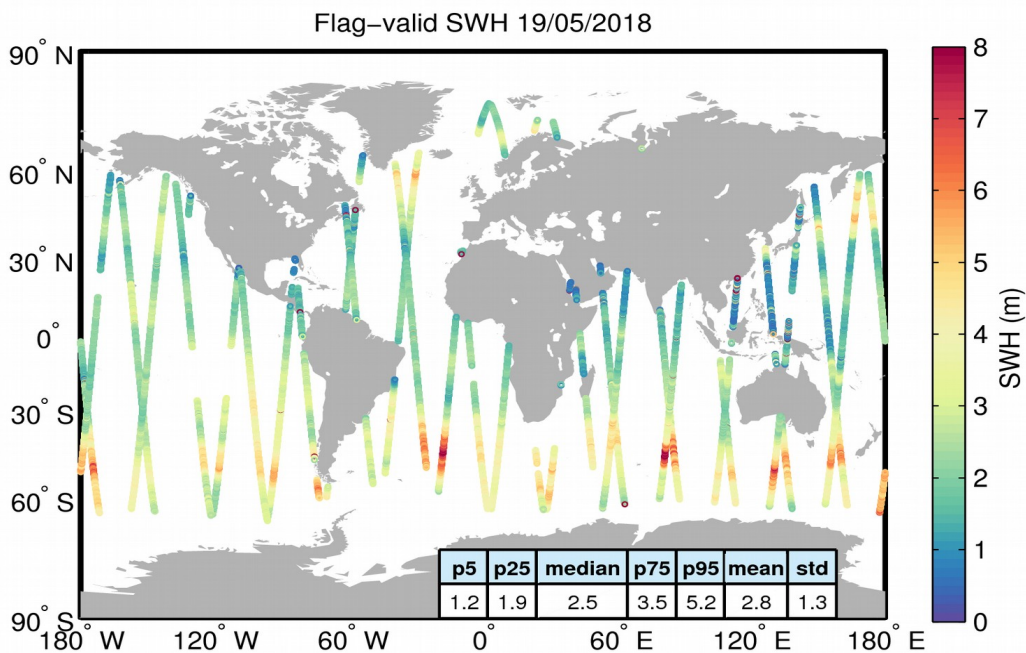 Flag−valid SWH 19/05/2018
90° N
60° N
30° N
0°
30° S
60° S
90° S
180° W
120° W
60° W
0°
60° E
120° E
180° E
p5 p25 median p75 p95 mean std
1.2 1.9 2.5 3.5 5.2 2.8 1.3
8
7
6
5
4
3
2
1
0
SWH (m)